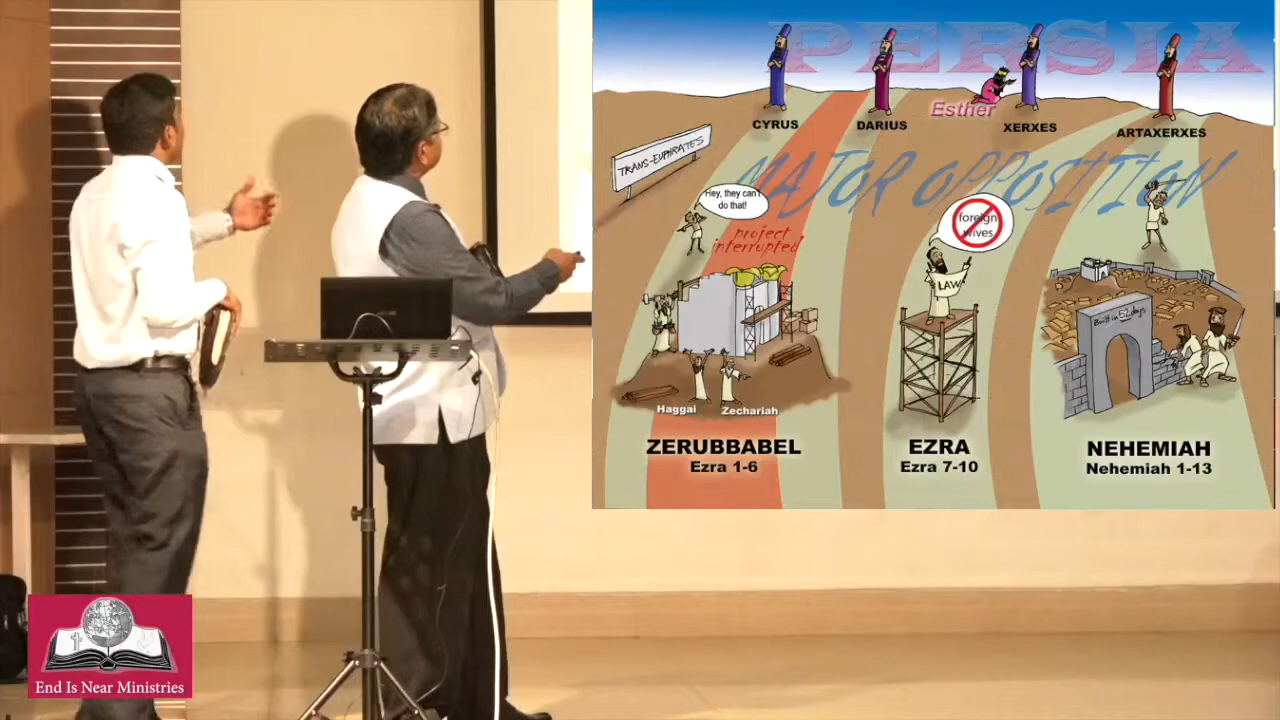 PERSIA
CYRUS
DARIUS
Esther
XERXES
ARTAXERXES
TRANS-EUPHRATES
MAJOR OPPOSITION
Hey, they can't
do that!
project
interrupted
foreign
wives
LAW
Built in 52 days
Haggai
Zechariah
ZERUBBABEL
Ezra 1-6
EZRA
Ezra 7-10
NEHEMIAH
Nehemiah 1-13
End Is Near Ministries